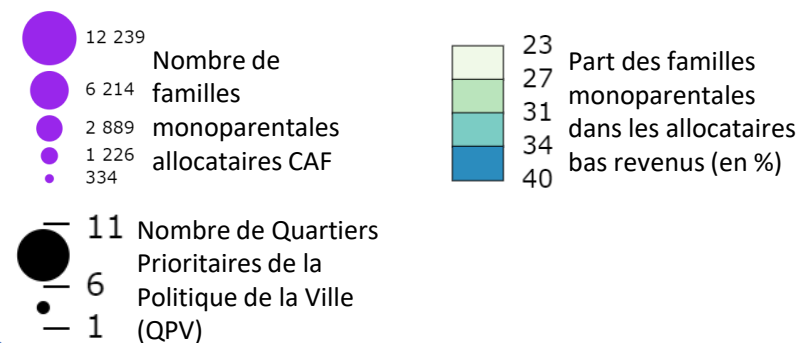 12 239
6 214
2 889
1 226
334
Nombre de
familles
monoparentales
allocataires CAF
23
27
31
34
40
Part des familles
monoparentales
dans les allocataires
bas revenus (en %)
11
6
1
Nombre de Quartiers
Prioritaires de la
Politique de la Ville
(QPV)